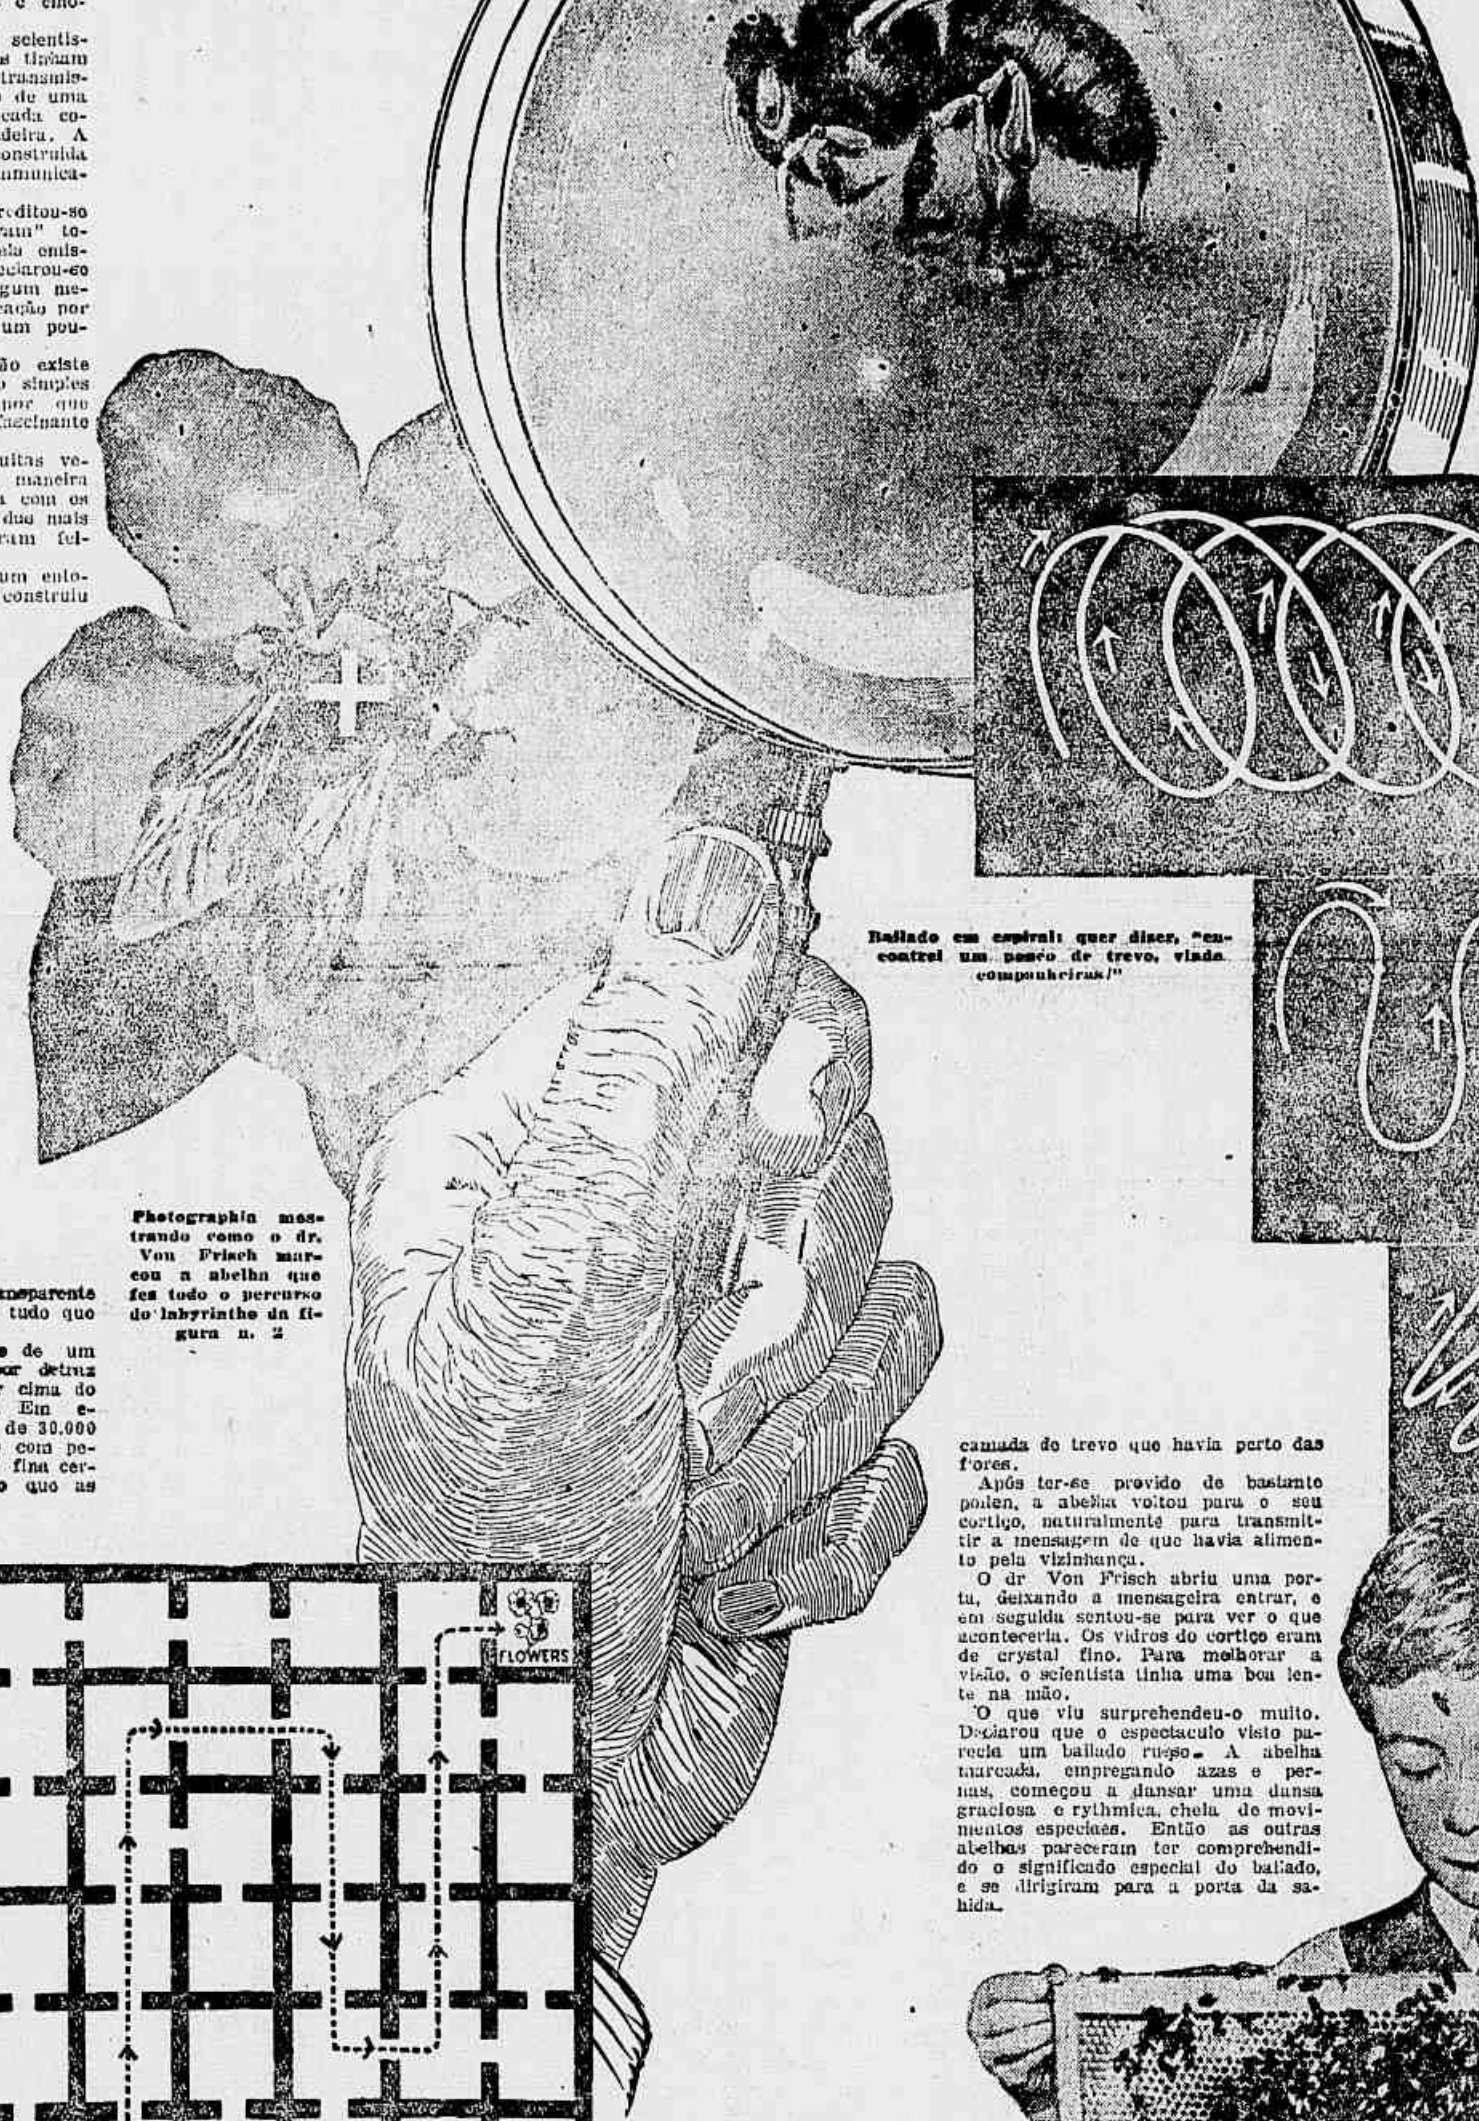 scientis-
tinham
transmis-
de uma
cada co-
deira. A
onstruida
mmunica-
reditou-so
ram" to-
emis-
eclarou-so
gum me-
cação por
um pou-
ão existe
simples
por que
fascinante
uitas ve-
maneira
com os
duo mais
ram fei-
um ento-
construiu
Bailado em espiral: quer dizer, "en-
contrei um pouco de trevo, vinde
companheiras!"
Photographia mos-
trando como o dr.
Von Frisch mar-
cou a abelha que
fez todo o percurso
do labyrintho da fi-
gura n. 2
ansparente
tudo que
de um
por detraz
cima do
Em e-
de 30.000
com pe-
fina cer-
quo as
FLOWERS
camada de trevo que havia perto das
flores.
Após ter-se provido de bastante
pollen, a abelha voltou para o seu
cortiço, naturalmente para transmit-
tir a mensagem de que havia alimen-
to pela vizinhança.
O dr Von Frisch abriu uma por-
ta, deixando a mensageira entrar, e
em seguida sentou-se para ver o que
aconteceria. Os vidros do cortiço eram
de crystal fino. Para melhorar a
visão, o scientista tinha uma boa len-
te na mão.
O que viu surprehendeu-o muito.
Declarou que o espectaculo visto pa-
recia um bailado russo. A abelha
marcada, empregando azas e per-
nas, começou a dansar uma dansa
graciosa e rythmica, cheia de movi-
mentos especiaes. Então as outras
abelhas pareceram ter comprehendi-
do o significado especial do bailado,
e se dirigiram para a porta da sa-
hida.